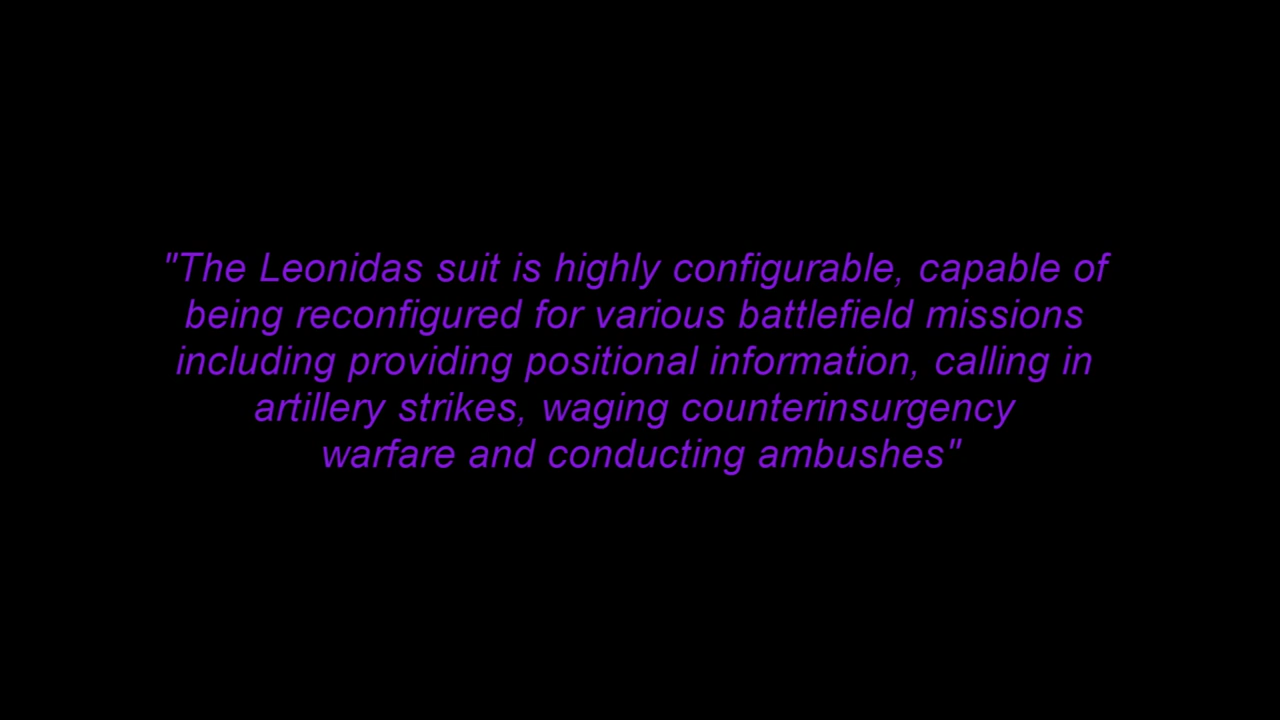 "The Leonidas suit is highly configurable, capable of
being reconfigured for various battlefield missions
including providing positional information, calling in
artillery strikes, waging counterinsurgency
warfare and conducting ambushes"